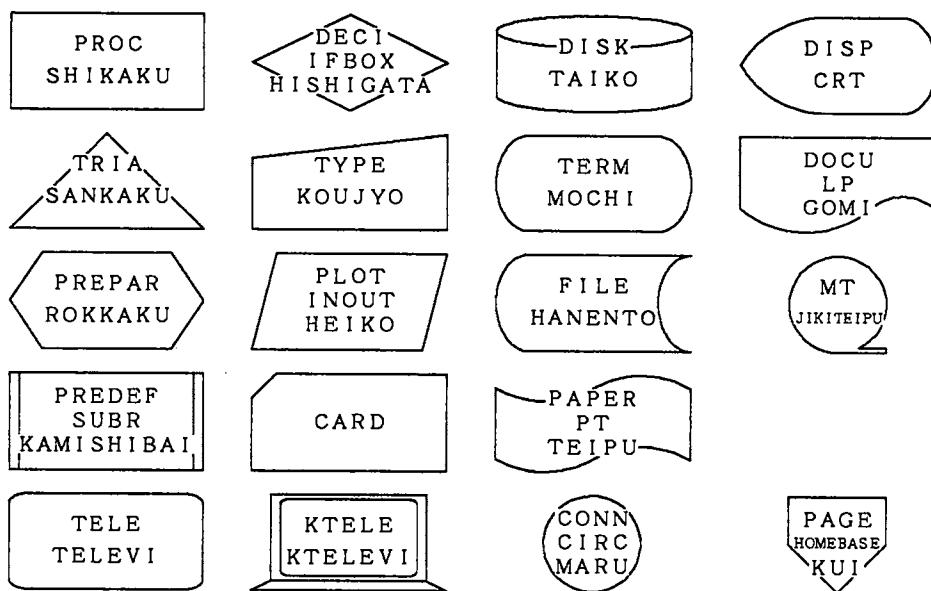 PROC
SHIKAKU
DECI
IFBOX
HISHIGATA
DISK
TAIKO
DISP
CRT
TRIA
SANKAKU
TYPE
KOUJYO
TERM
MOCHI
DOCU
LP
GOMI
PREPAR
ROKKAKU
PLOT
INOUT
HEIKO
FILE
HANENTO
MT
JIKITEIPU
PREDEF
SUBR
KAMISHIBAI
CARD
PAPER
PT
TEIPU
TELE
TELEVI
KTELE
KTELEVI
CONN
CIRC
MARU
PAGE
HOMEBASE
KUI